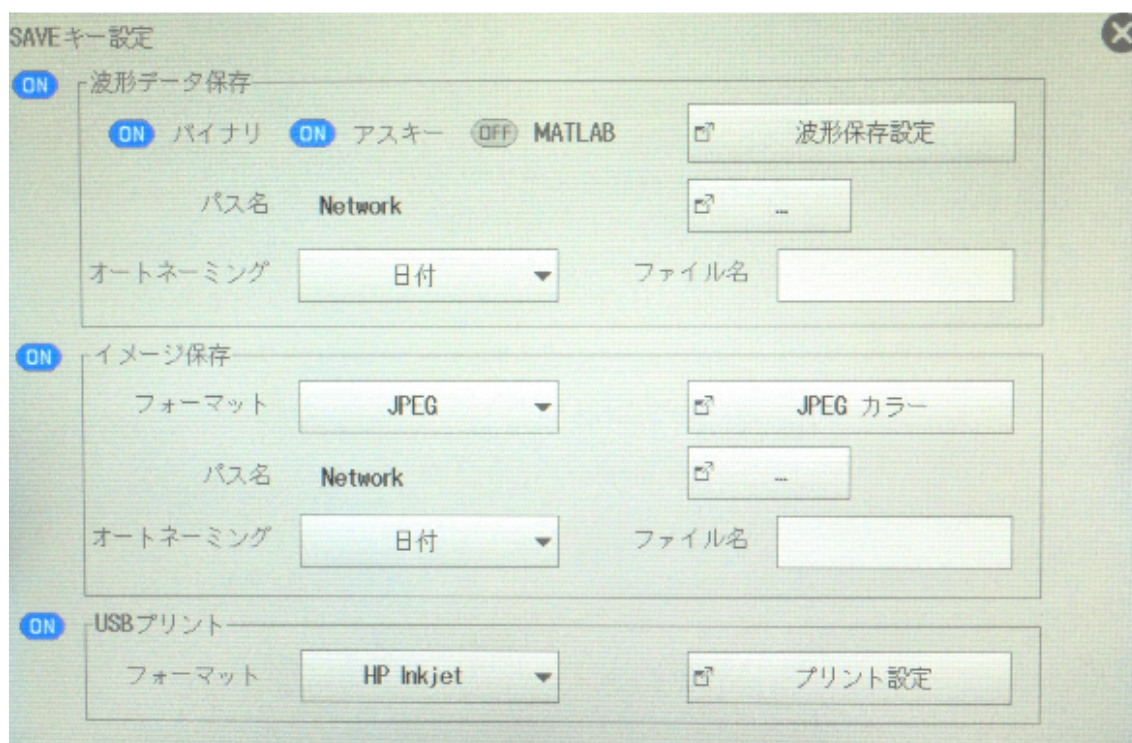 SAVEキー設定
ON 波形データ保存
ON バイナリ ON アスキー OFF MATLAB 波形保存設定
パス名 Network …
オートネーミング 日付 ファイル名
ON イメージ保存
フォーマット JPEG JPEG カラー
パス名 Network …
オートネーミング 日付 ファイル名
ON USBプリント
フォーマット HP Inkjet プリント設定